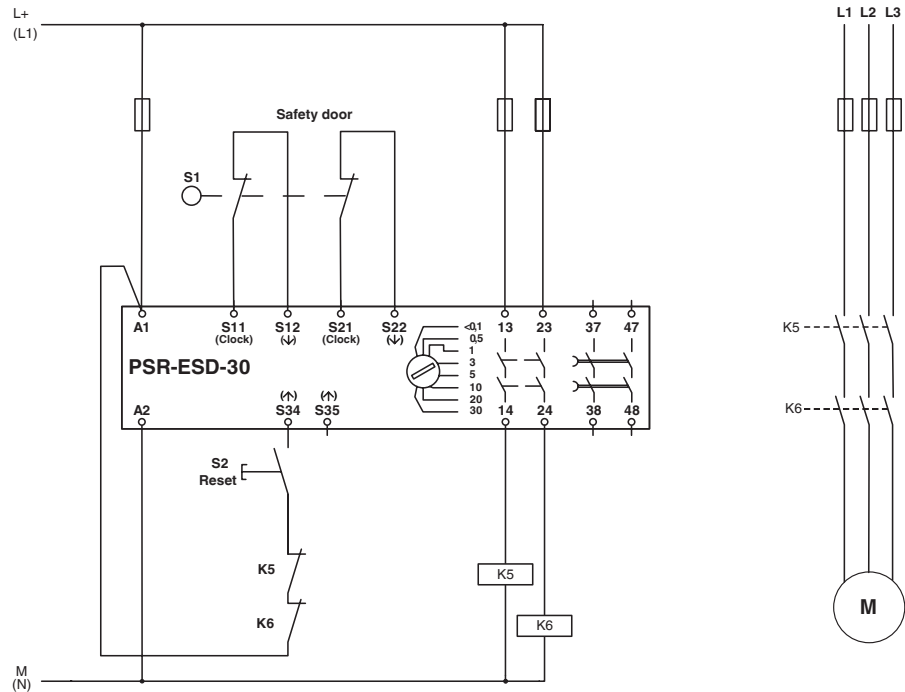 L+
(L1)
L1 L2 L3
Safety door
S1
A1 S11 S12 S21 S22 <0,1 13 23 37 47
(Clock) (↓) (Clock) (↓) 0,5
1
PSR-ESD-30 3
5
(↑) (↑) 10
A2 S34 S35 20
30 14 24 38 48
K5
K6
S2
Reset
K5
K5
K6
K6
M
M
(N)